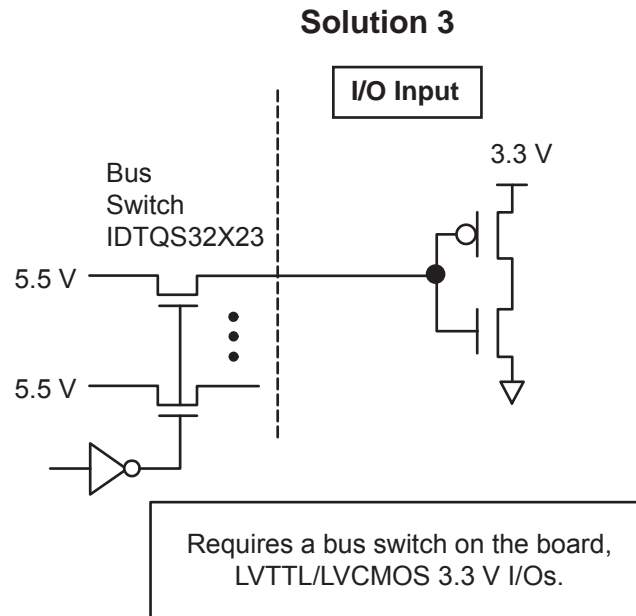 Solution 3
I/O Input
3.3 V
Bus
Switch
IDTQS32X23
5.5 V
5.5 V
Requires a bus switch on the board,
LVTTL/LVCMOS 3.3 V I/Os.